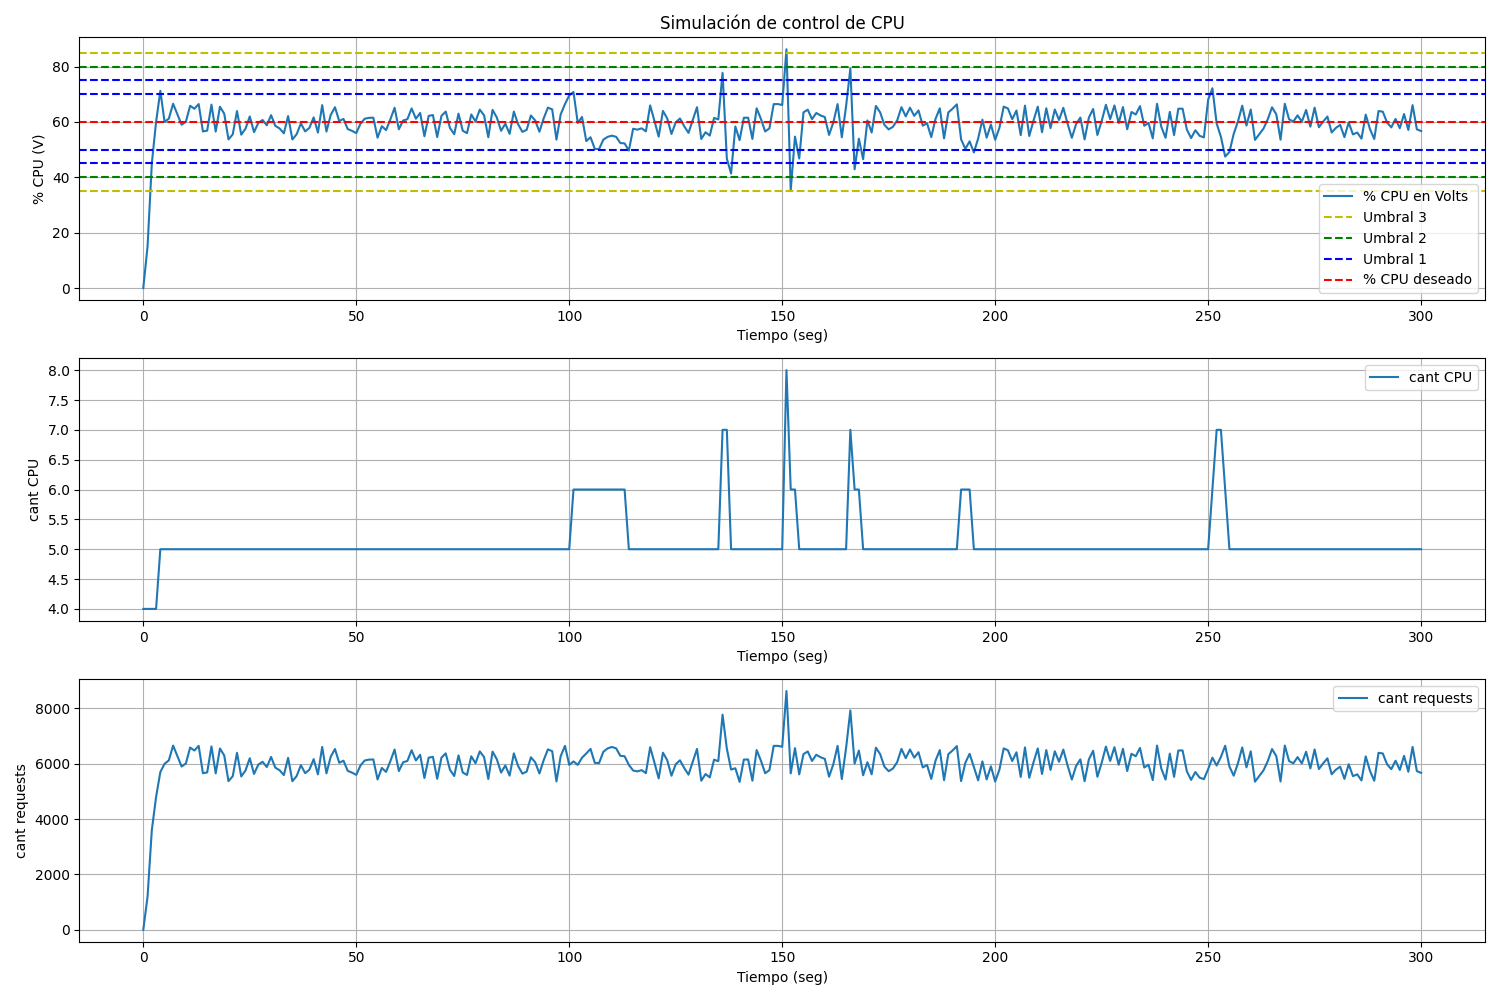 Simulación de control de CPU
% CPU (V)
80
60
40
20
0
% CPU en Volts
Umbral 3
Umbral 2
Umbral 1
% CPU deseado
0 50 100 150 200 250 300
Tiempo (seg)
cant CPU
8.0
7.5
7.0
6.5
6.0
5.5
5.0
4.5
4.0
cant CPU
0 50 100 150 200 250 300
Tiempo (seg)
cant requests
8000
6000
4000
2000
0
cant requests
0 50 100 150 200 250 300
Tiempo (seg)